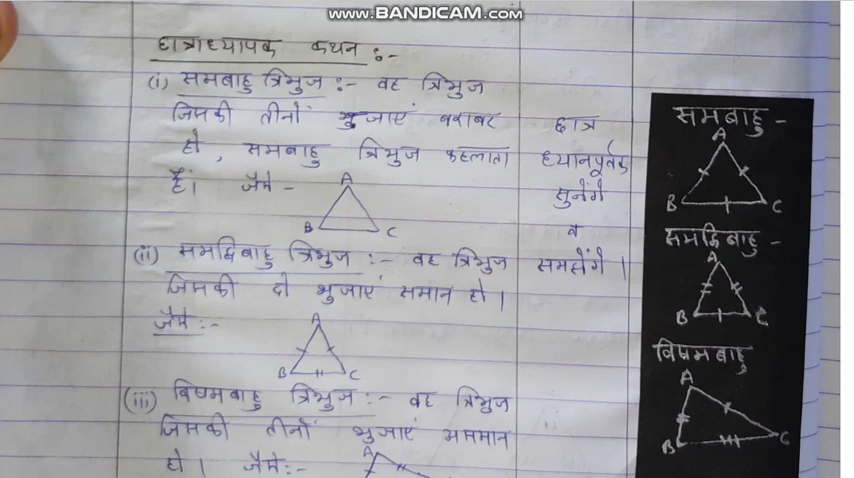 www.BANDICAM.com
छात्राध्यापक कथन :-
(i) समबाहु त्रिभुज :- वह त्रिभुज
जिसकी तीनों भुजाएं बराबर
हो, समबाहु त्रिभुज कहलाता
हैं। जैसे -
A
B C
(ii) समद्विबाहु त्रिभुज :- वह त्रिभुज
जिसकी दो भुजाएं समान हो।
जैसे :-
A
B C
(iii) विषमबाहु त्रिभुज :- वह त्रिभुज
जिसकी तीनों भुजाएं असमान
हो। जैसे:-
A
छात्र
ध्यानपूर्वक
सुनेंगे
व
समझेंगे।
समबाहु -
A
B C
समद्विबाहु -
A
B C
विषमबाहु
A
B C